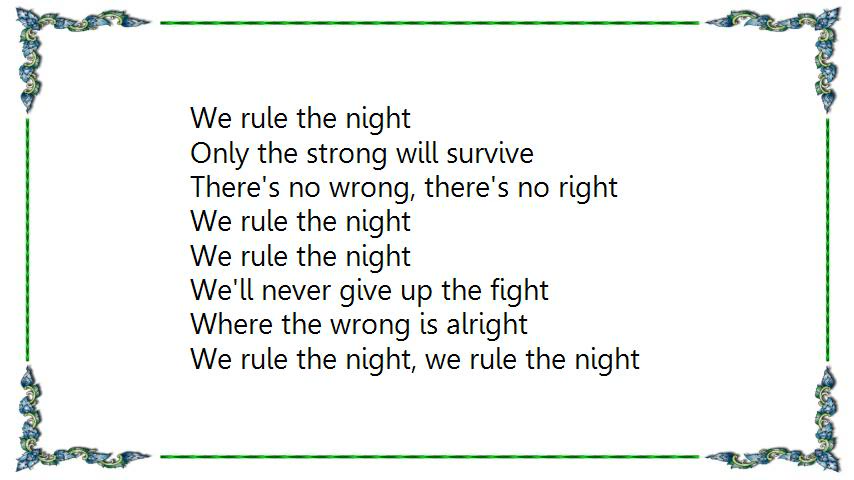 We rule the night
Only the strong will survive
There's no wrong, there's no right
We rule the night
We rule the night
We'll never give up the fight
Where the wrong is alright
We rule the night, we rule the night